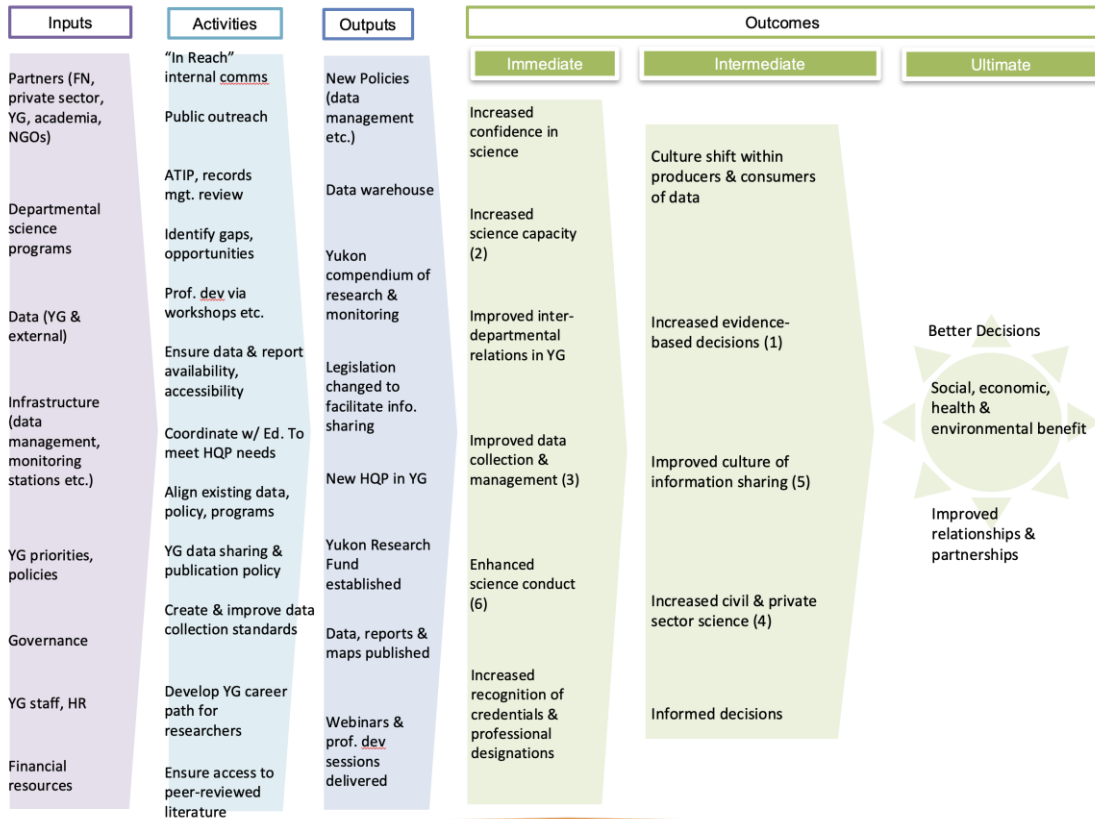 Inputs
Activities
Outputs
Outcomes
Immediate
Intermediate
Ultimate
Partners (FN,
private sector,
YG, academia,
NGOs)
Departmental
science
programs
Data (YG &
external)
Infrastructure
(data
management,
monitoring
stations etc.)
YG priorities,
policies
Governance
YG staff, HR
Financial
resources
“In Reach”
internal comms
Public outreach
ATIP, records
mgt. review
Identify gaps,
opportunities
Prof. dev via
workshops etc.
Ensure data & report
availability,
accessibility
Coordinate w/ Ed. To
meet HQP needs
Align existing data,
policy, programs
YG data sharing &
publication policy
Create & improve data
collection standards
Develop YG career
path for
researchers
Ensure access to
peer-reviewed
literature
New Policies
(data
management
etc.)
Data warehouse
Yukon
compendium of
research &
monitoring
Legislation
changed to
facilitate info.
sharing
New HQP in YG
Yukon Research
Fund
established
Data, reports &
maps published
Webinars &
prof. dev
sessions
delivered
Increased
confidence in
science
Increased
science capacity
(2)
Improved inter-
departmental
relations in YG
Improved data
collection &
management (3)
Enhanced
science conduct
(6)
Increased
recognition of
credentials &
professional
designations
Culture shift within
producers & consumers
of data
Increased evidence-
based decisions (1)
Improved culture of
information sharing (5)
Increased civil & private
sector science (4)
Informed decisions
Better Decisions
Social, economic,
health &
environmental benefit
Improved
relationships &
partnerships